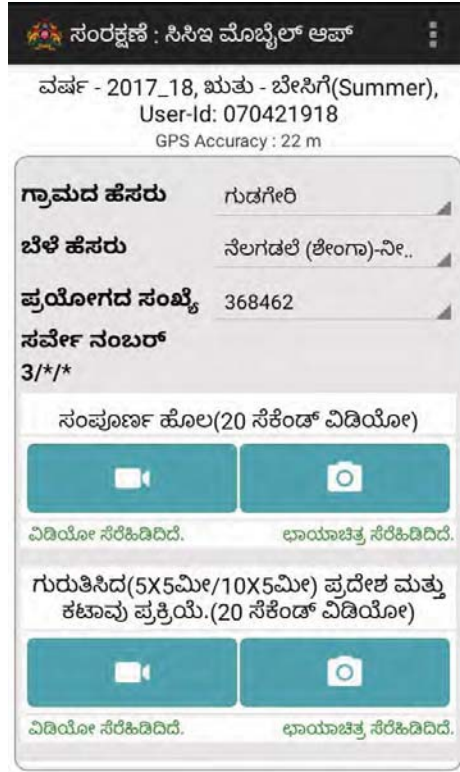 ಸಂರಕ್ಷಣೆ : ಸಿಸಿಇ ಮೊಬೈಲ್ ಆಪ್
ವರ್ಷ - 2017_18, ಋತು - ಬೇಸಿಗೆ(Summer),
User-Id: 070421918
GPS Accuracy : 22 m
ಗ್ರಾಮದ ಹೆಸರು ಗುಡಗೇರಿ
ಬೆಳೆ ಹೆಸರು ನೆಲಗಡಲೆ (ಶೇಂಗಾ)-ನೀ..
ಪ್ರಯೋಗದ ಸಂಖ್ಯೆ 368462
ಸರ್ವೇ ನಂಬರ್
3/*/*
ಸಂಪೂರ್ಣ ಹೊಲ(20 ಸೆಕೆಂಡ್ ವಿಡಿಯೋ)
ವಿಡಿಯೋ ಸೆರೆಹಿಡಿದಿದೆ. ಛಾಯಾಚಿತ್ರ ಸೆರೆಹಿಡಿದಿದೆ.
ಗುರುತಿಸಿದ(5X5ಮೀ/10X5ಮೀ) ಪ್ರದೇಶ ಮತ್ತು
ಕಟಾವು ಪ್ರಕ್ರಿಯೆ.(20 ಸೆಕೆಂಡ್ ವಿಡಿಯೋ)
ವಿಡಿಯೋ ಸೆರೆಹಿಡಿದಿದೆ. ಛಾಯಾಚಿತ್ರ ಸೆರೆಹಿಡಿದಿದೆ.